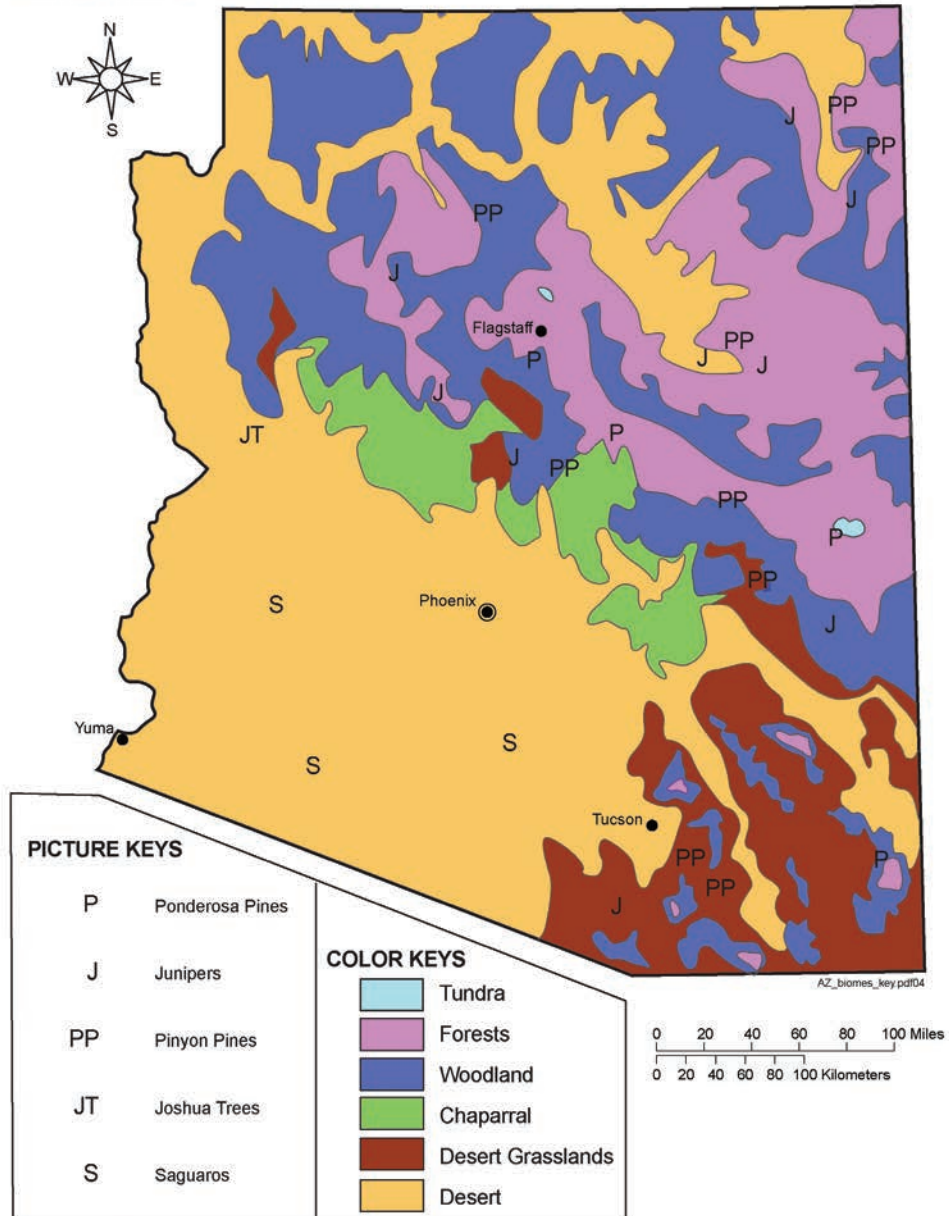 N
W E
S
J PP
PP
J
PP
J
Flagstaff
P
J PP J
J
JT
P
J PP
PP
P
PP
S
Phoenix
J
Yuma
S
S
Tucson
PP
PP
P
J
AZ_biomes_key.pdf04
0 20 40 60 80 100 Miles
0 20 40 60 80 100 Kilometers
PICTURE KEYS
P Ponderosa Pines
J Junipers
PP Pinyon Pines
JT Joshua Trees
S Saguaros
COLOR KEYS
Tundra
Forests
Woodland
Chaparral
Desert Grasslands
Desert